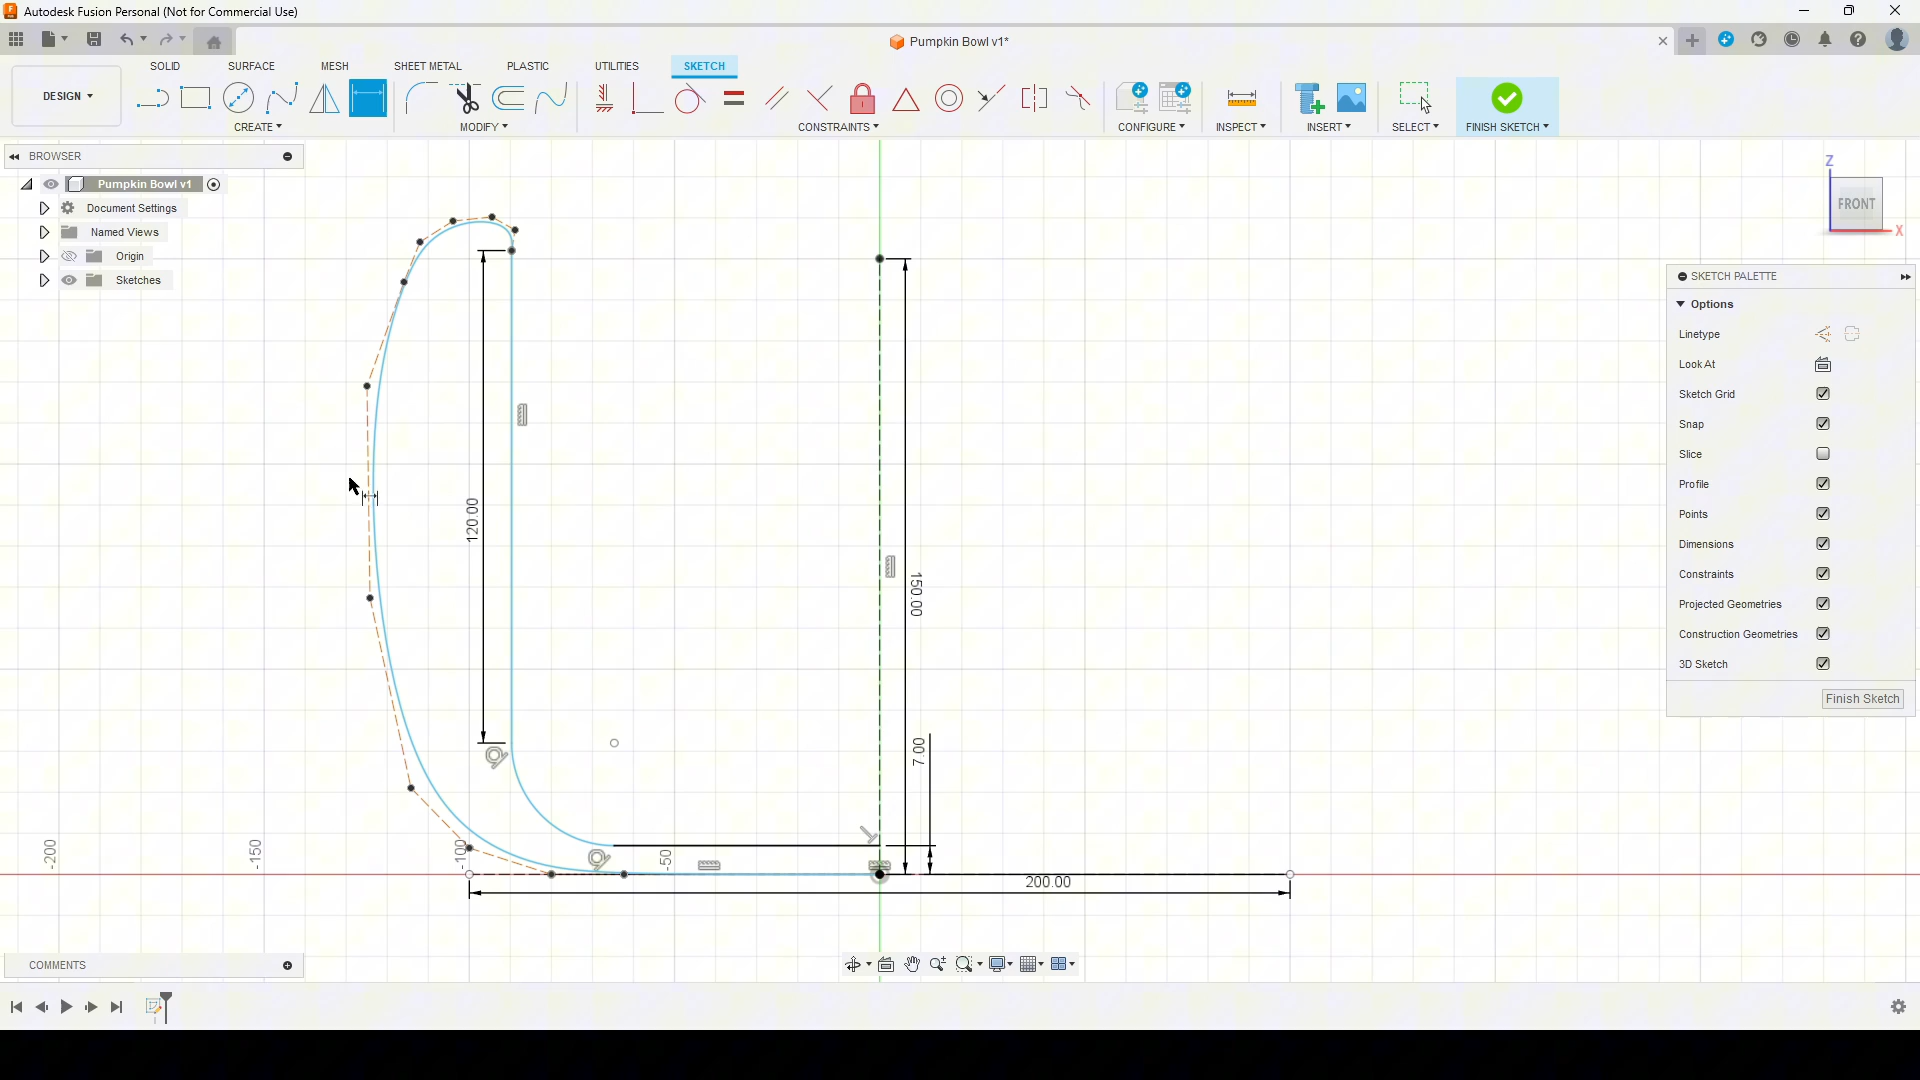 Autodesk Fusion Personal (Not for Commercial Use)
Pumpkin Bowl v1*
SOLID SURFACE MESH SHEET METAL PLASTIC UTILITIES SKETCH
DESIGN
CREATE MODIFY CONSTRAINTS CONFIGURE INSPECT INSERT SELECT FINISH SKETCH
BROWSER
Pumpkin Bowl v1
Document Settings
Named Views
Origin
Sketches
Z
FRONT
X
SKETCH PALETTE
Options
Linetype
Look At
Sketch Grid
Snap
Slice
Profile
Points
Dimensions
Constraints
Projected Geometries
Construction Geometries
3D Sketch
Finish Sketch
120.00
150.00
7.00
-200
-150
-100
-50
200.00
COMMENTS